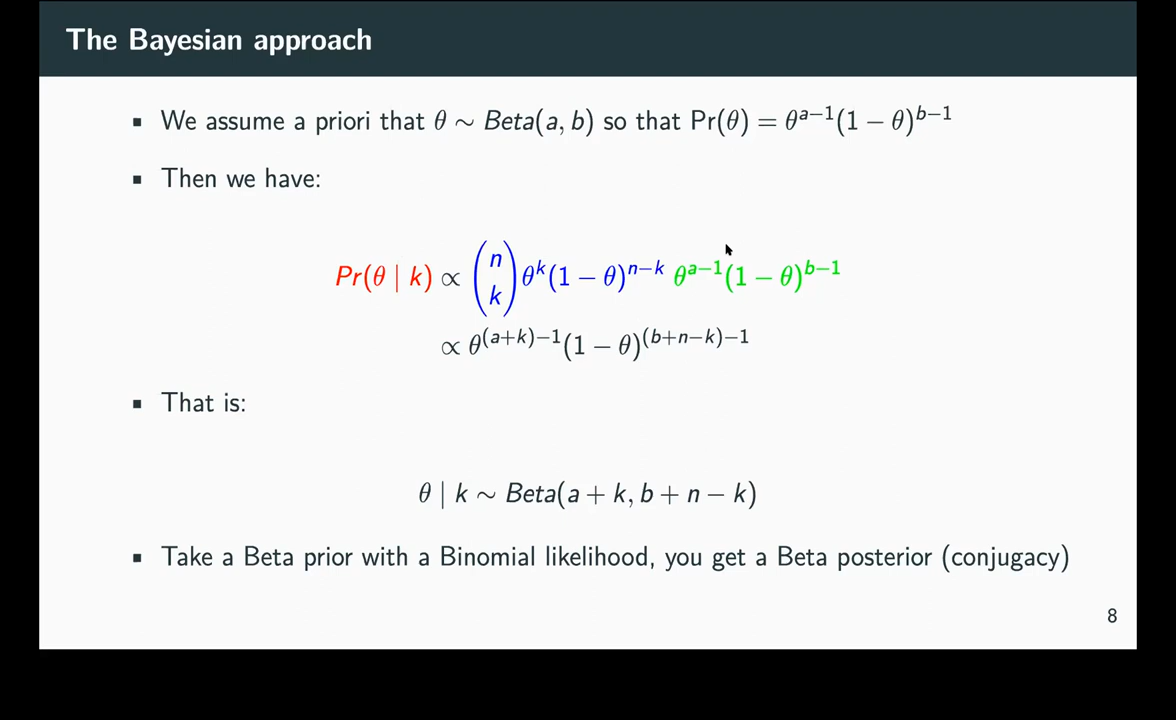 The Bayesian approach
▪ We assume a priori that θ ∼ Beta(a, b) so that Pr(θ) = θ^{a−1}(1 − θ)^{b−1}
▪ Then we have:
Pr(θ | k) ∝ \binom{n}{k} θ^k(1 − θ)^{n−k} θ^{a−1}(1 − θ)^{b−1}
∝ θ^{(a+k)−1}(1 − θ)^{(b+n−k)−1}
▪ That is:
θ | k ∼ Beta(a + k, b + n − k)
▪ Take a Beta prior with a Binomial likelihood, you get a Beta posterior (conjugacy)
8